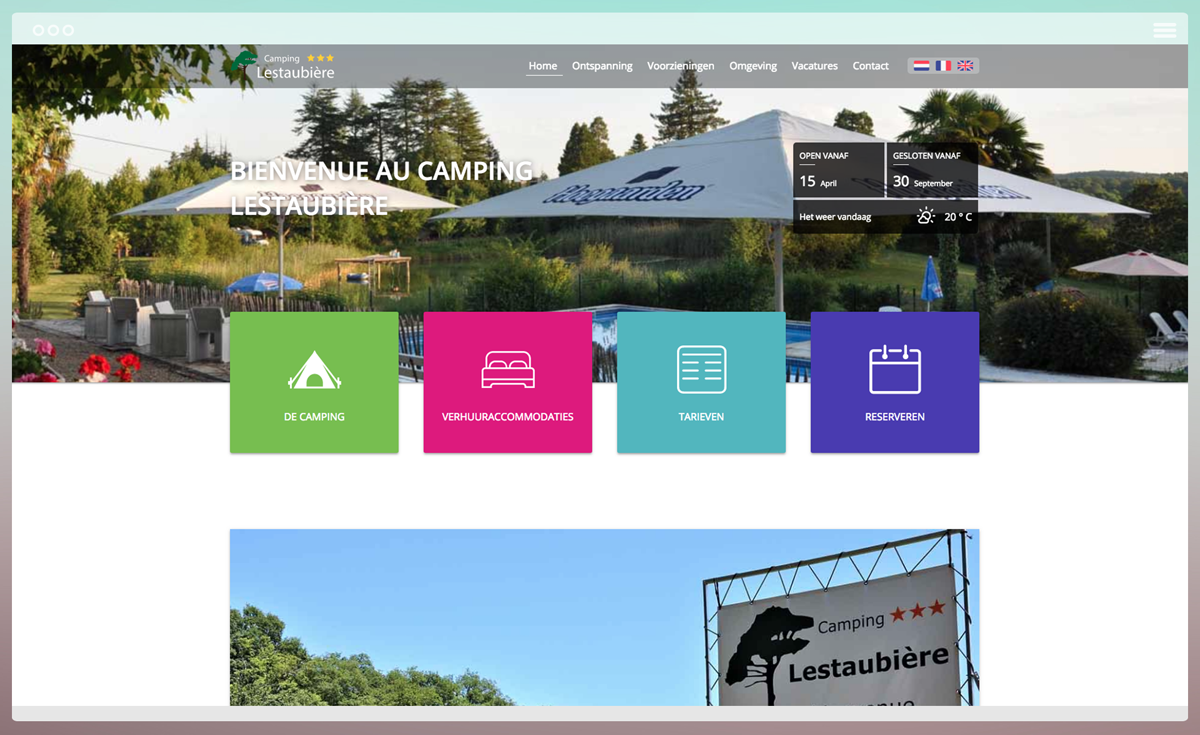 Camping
Lestaubière
Home Ontspanning Voorzieningen Omgeving Vacatures Contact
BIENVENUE AU CAMPING
LESTAUBIÈRE
OPEN VANAF
15 April
GESLOTEN VANAF
30 September
Het weer vandaag 20 ° C
DE CAMPING
VERHUURACCOMMODATIES
TARIEVEN
RESERVEREN
Camping
Lestaubière